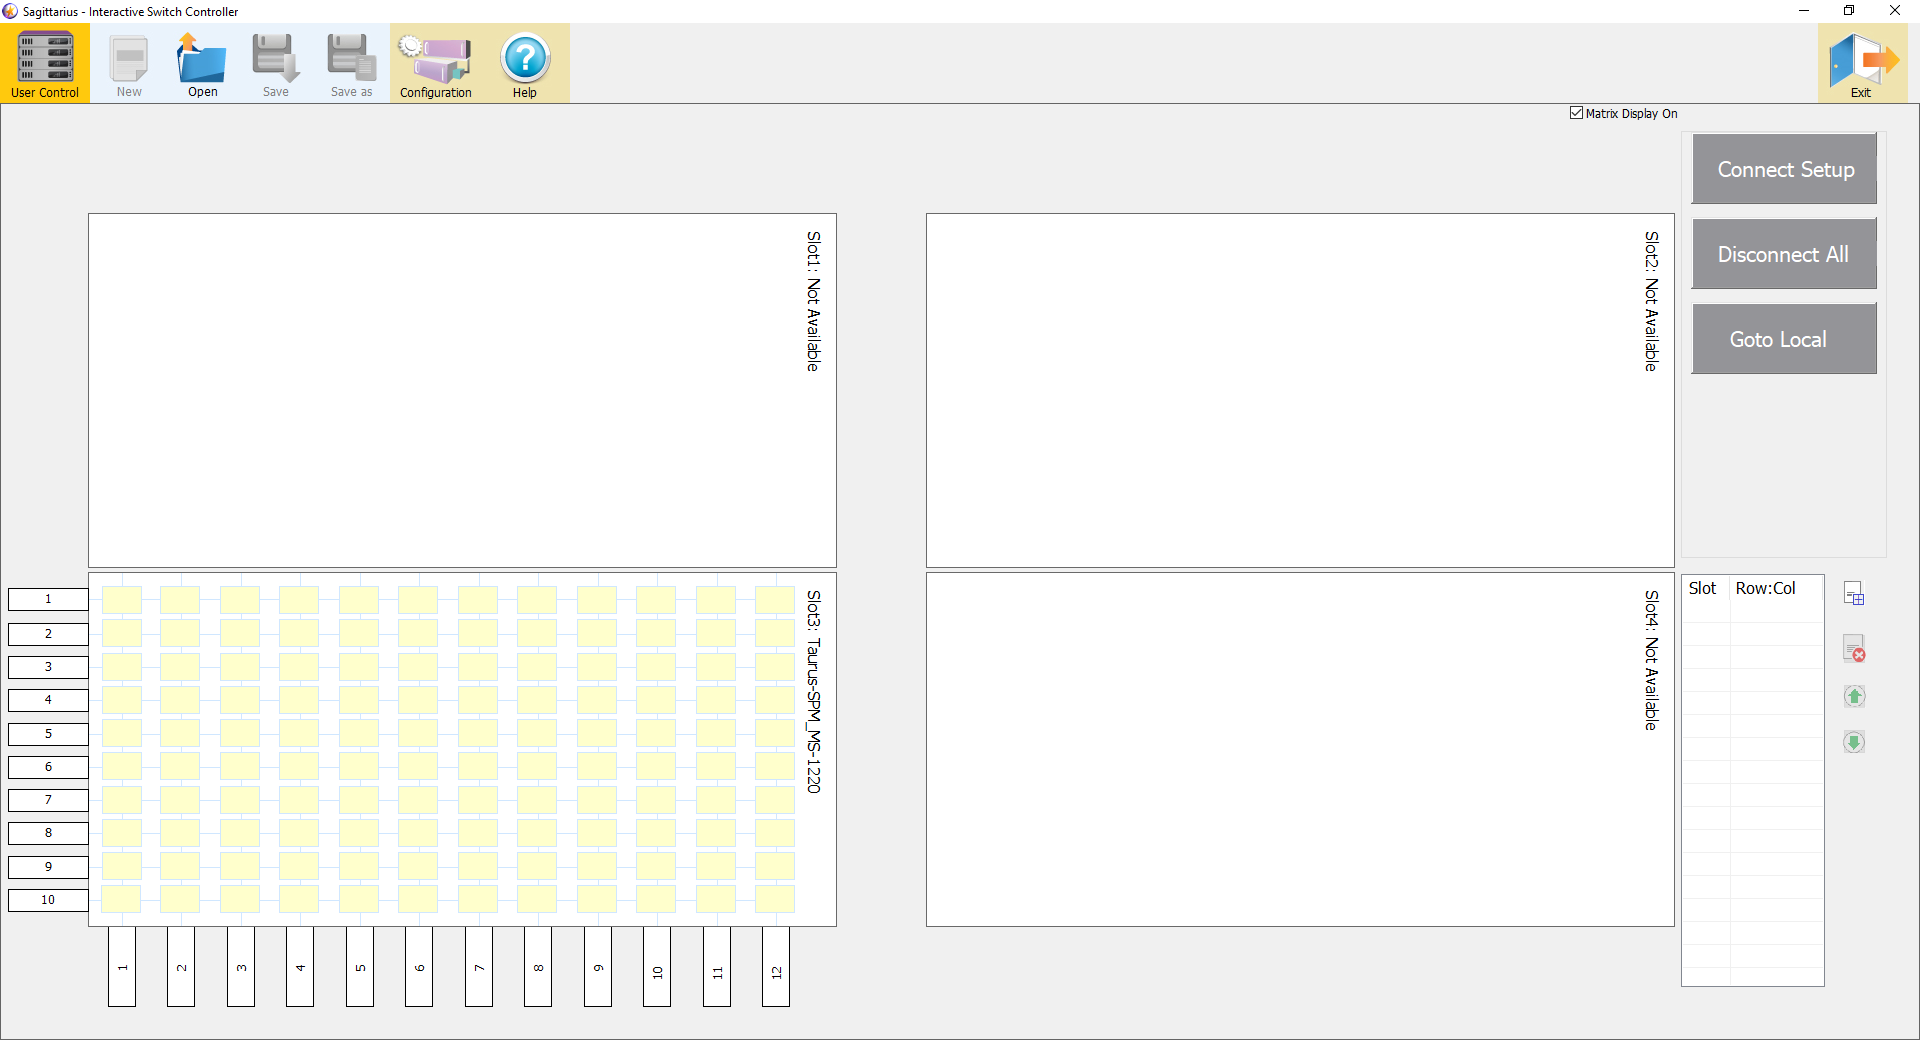 Sagittarius - Interactive Switch Controller
User Control
New
Open
Save
Save as
Configuration
Help
Exit
Matrix Display On
Connect Setup
Disconnect All
Goto Local
Slot1: Not Available
Slot2: Not Available
Slot3: Taurus-SPM_MS-1220
Slot4: Not Available
1
2
3
4
5
6
7
8
9
10
1
2
3
4
5
6
7
8
9
10
11
12
Slot Row:Col